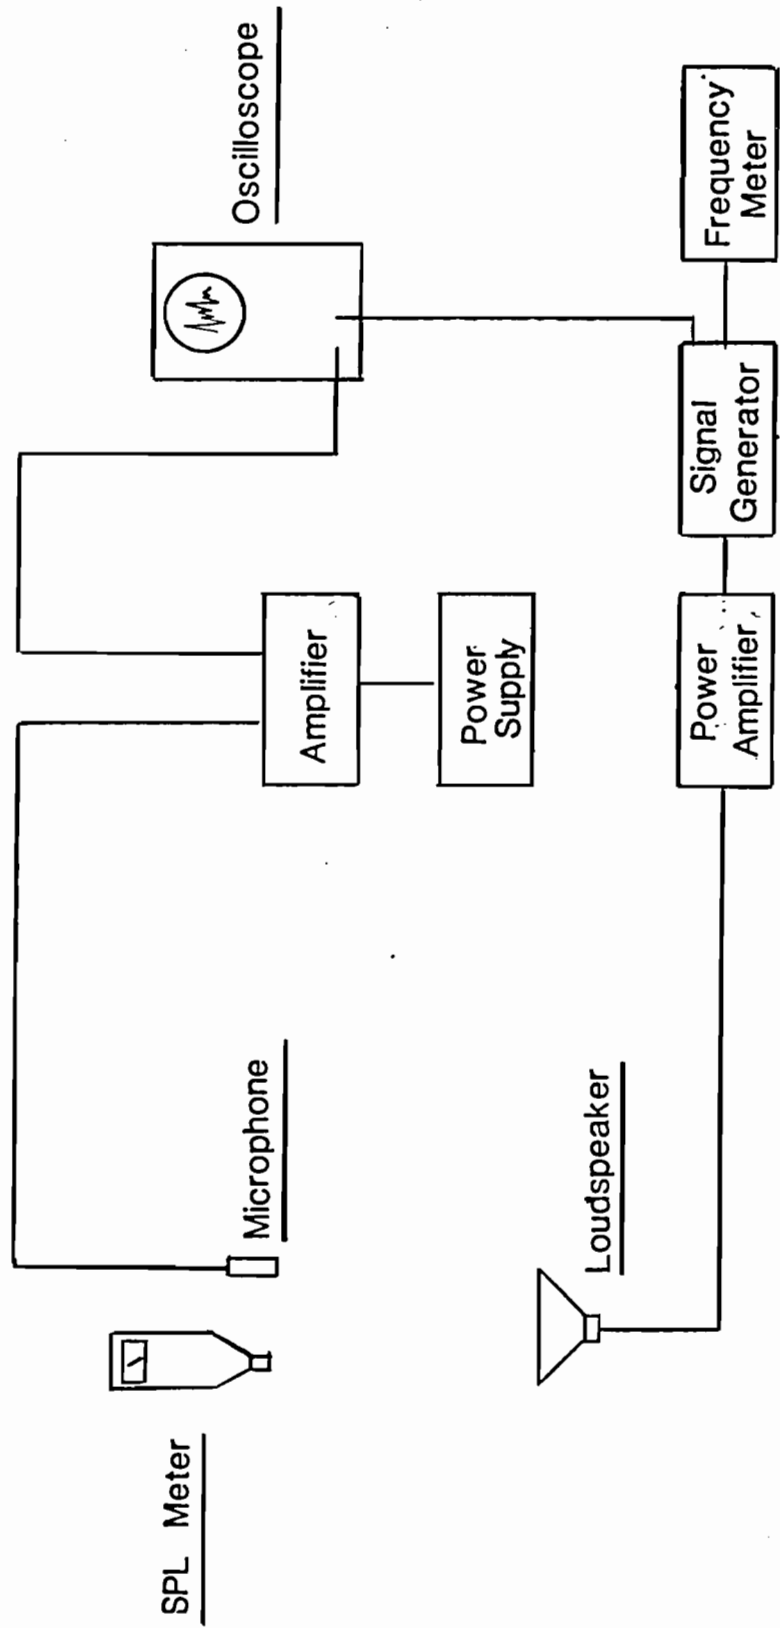 SPL Meter
Microphone
Oscilloscope
Amplifier
Power
Supply
Loudspeaker
Power
Amplifier
Signal
Generator
Frequency
Meter